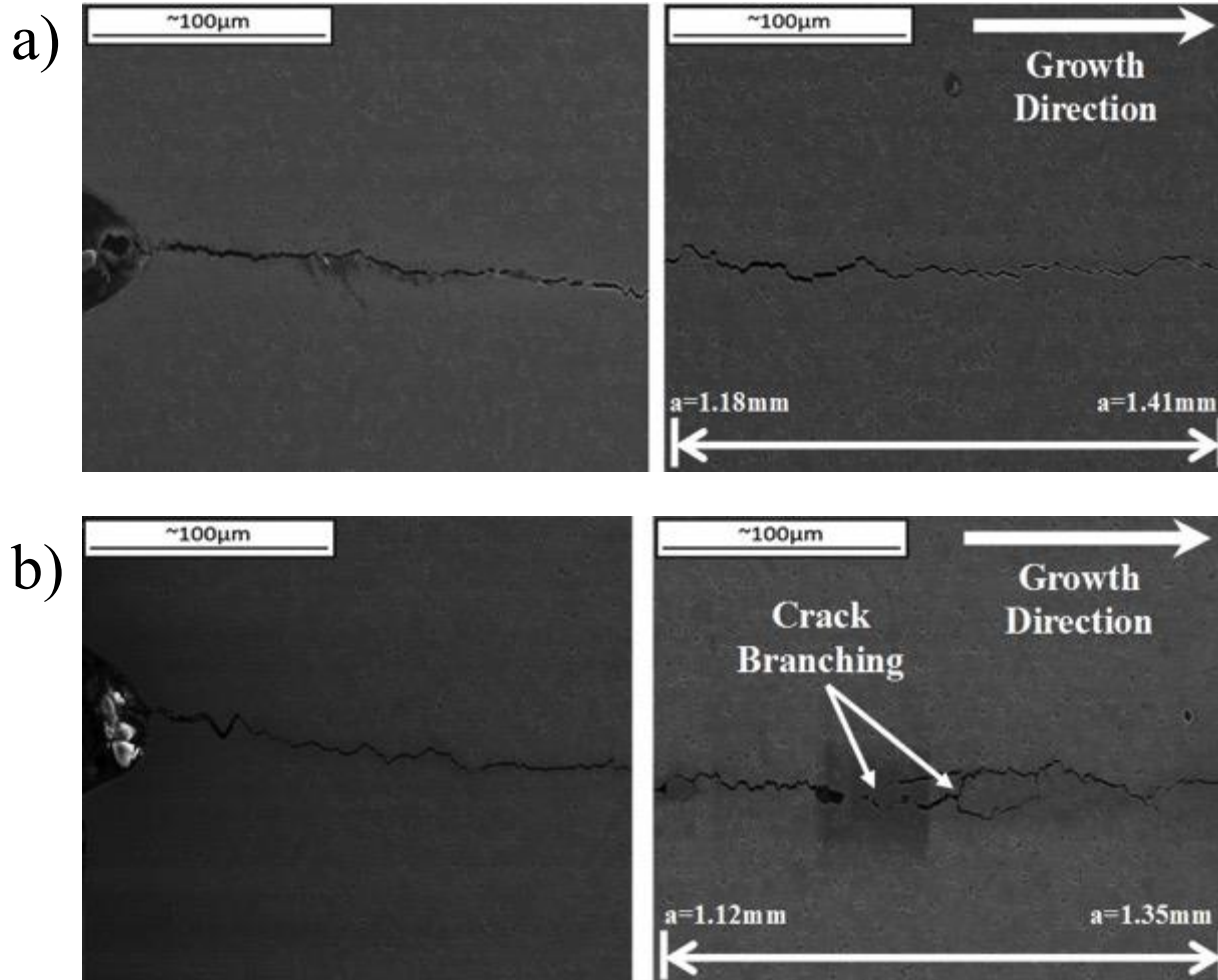 a)
~100µm
~100µm
Growth
Direction
a=1.18mm
a=1.41mm
b)
~100µm
~100µm
Growth
Direction
Crack
Branching
a=1.12mm
a=1.35mm